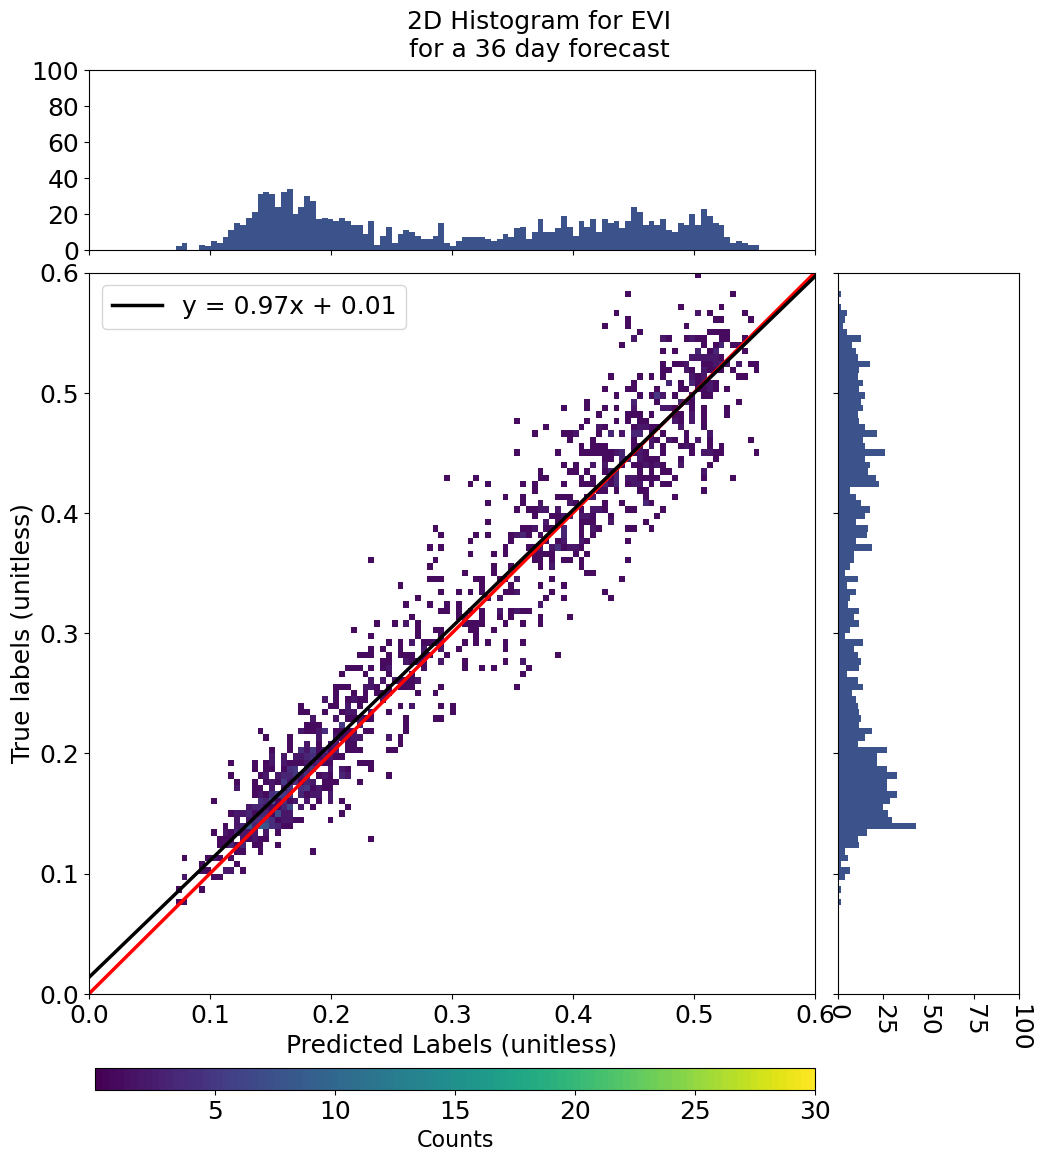 2D Histogram for EVI
for a 36 day forecast
100
80
60
40
20
0
0.6
0.5
0.4
0.3
0.2
0.1
0.0
True labels (unitless)
y = 0.97x + 0.01
0.0 0.1 0.2 0.3 0.4 0.5 0.6
Predicted Labels (unitless)
0 25 50 75 100
5 10 15 20 25 30
Counts